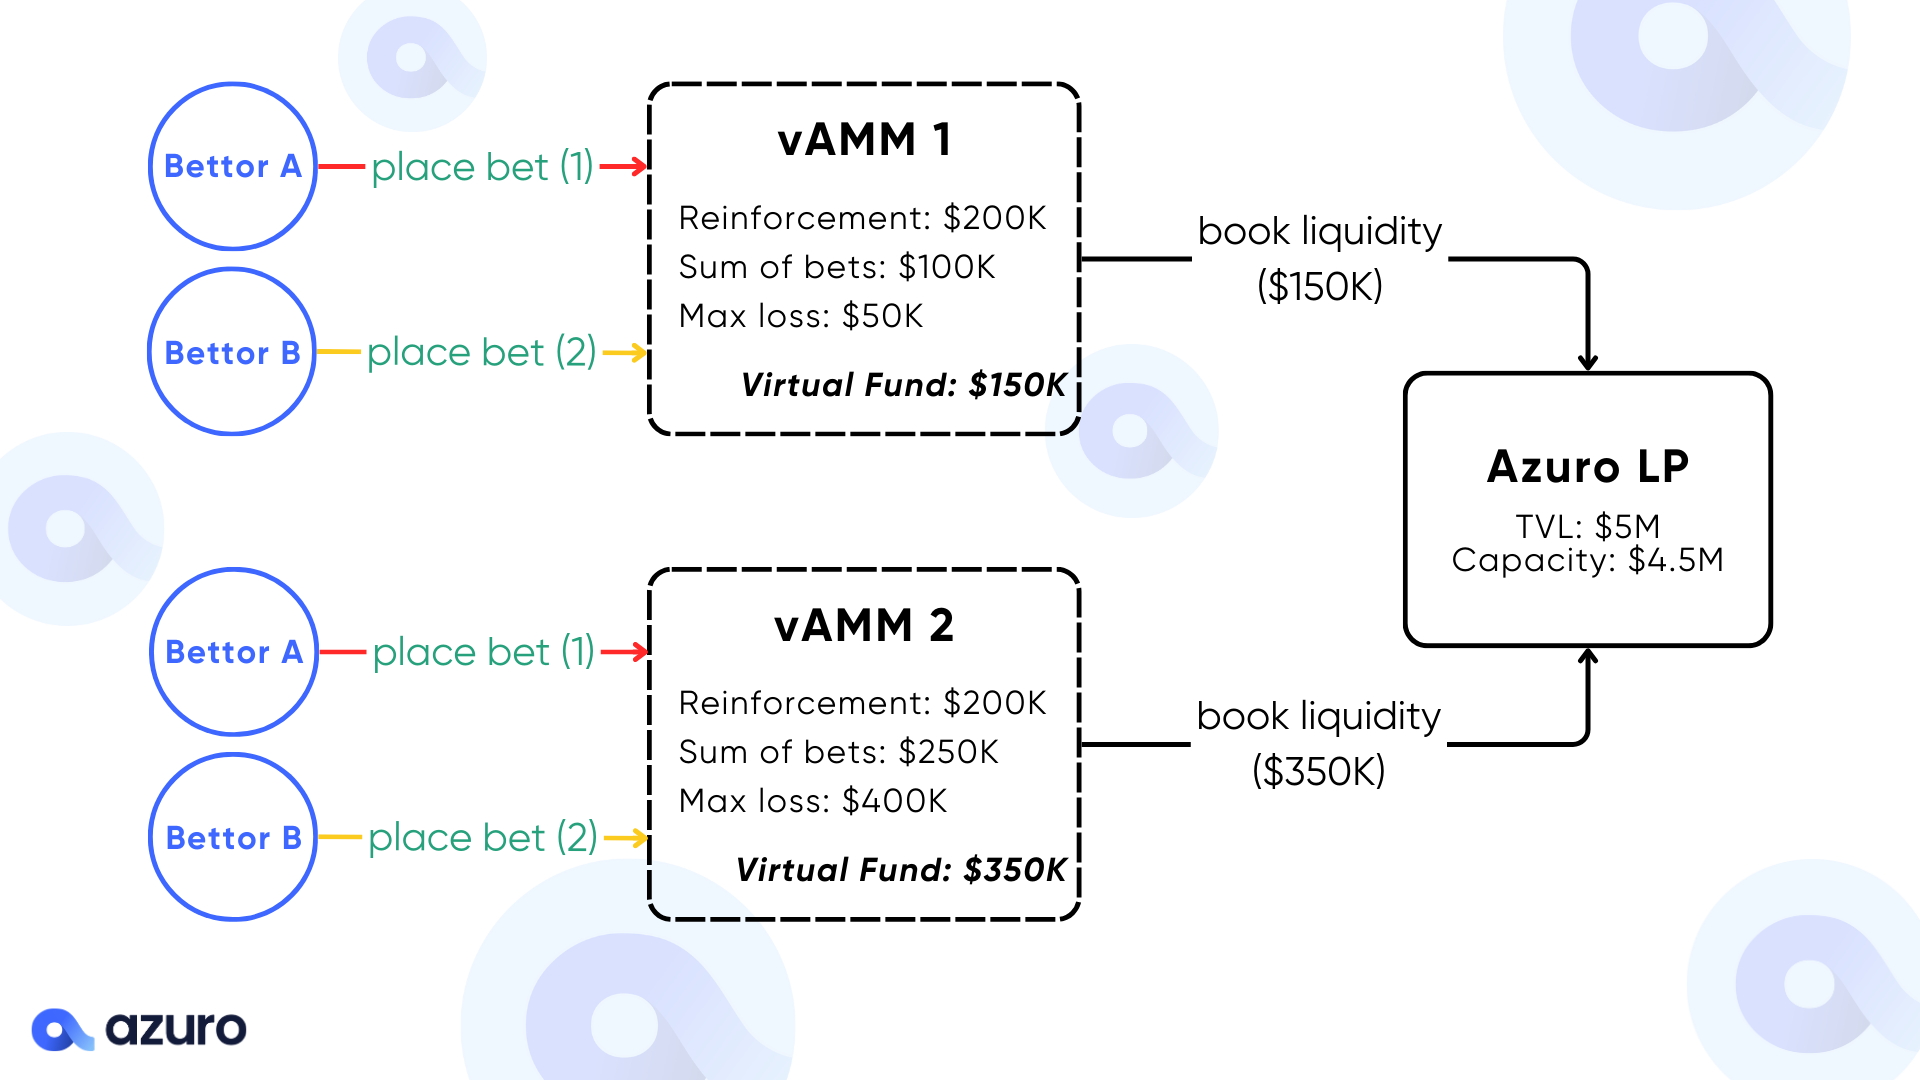 Bettor A
place bet (1)
Bettor B
place bet (2)
vAMM 1
Reinforcement: $200K
Sum of bets: $100K
Max loss: $50K
Virtual Fund: $150K
book liquidity
($150K)
Azuro LP
TVL: $5M
Capacity: $4.5M
Bettor A
place bet (1)
Bettor B
place bet (2)
vAMM 2
Reinforcement: $200K
Sum of bets: $250K
Max loss: $400K
Virtual Fund: $350K
book liquidity
($350K)
azuro